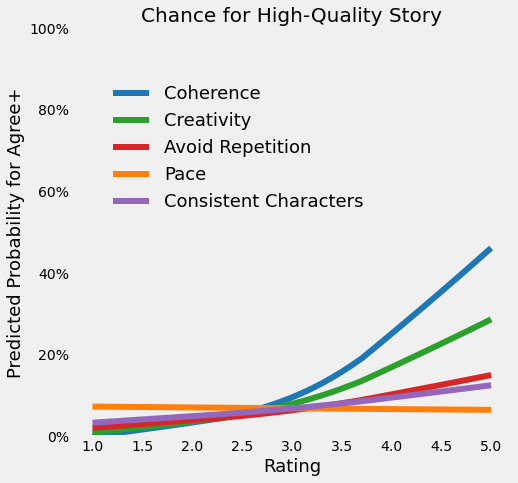 Chance for High-Quality Story
100%
80%
60%
40%
20%
0%
Predicted Probability for Agree+
Coherence
Creativity
Avoid Repetition
Pace
Consistent Characters
1.0 1.5 2.0 2.5 3.0 3.5 4.0 4.5 5.0
Rating